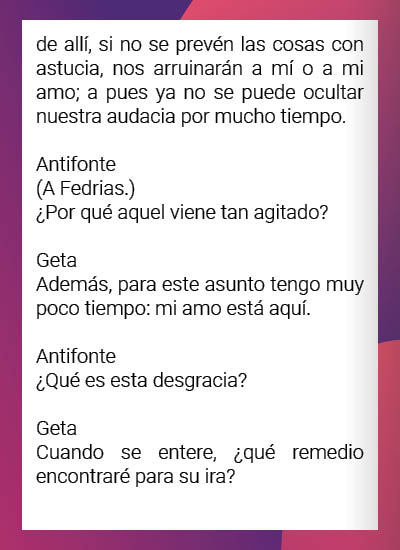 de allí, si no se prevén las cosas con
astucia, nos arruinarán a mí o a mi
amo; a pues ya no se puede ocultar
nuestra audacia por mucho tiempo.
Antifonte
(A Fedrias.)
¿Por qué aquel viene tan agitado?
Geta
Además, para este asunto tengo muy
poco tiempo: mi amo está aquí.
Antifonte
¿Qué es esta desgracia?
Geta
Cuando se entere, ¿qué remedio
encontraré para su ira?